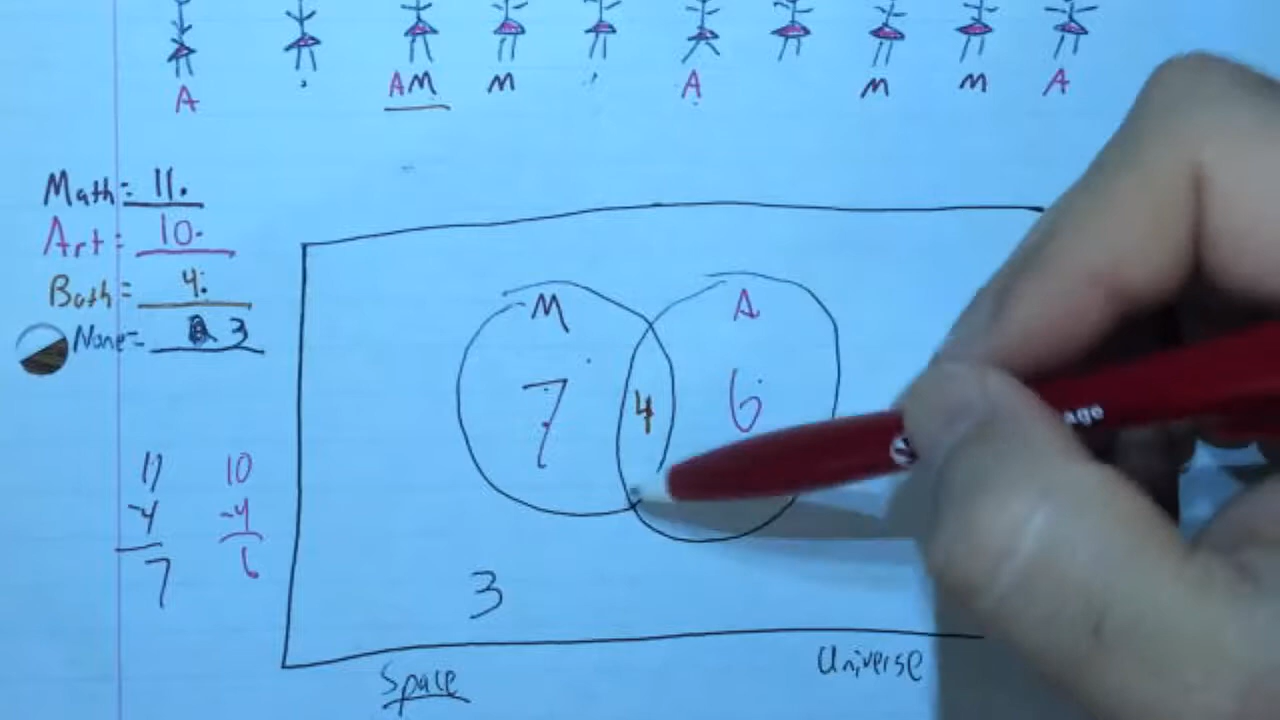 A AM M A M M A
Math = 11.
Art = 10.
Both = 4.
None = 3
M A
7 4 6
11 10
-4 -4
7 6
3
Space Universe